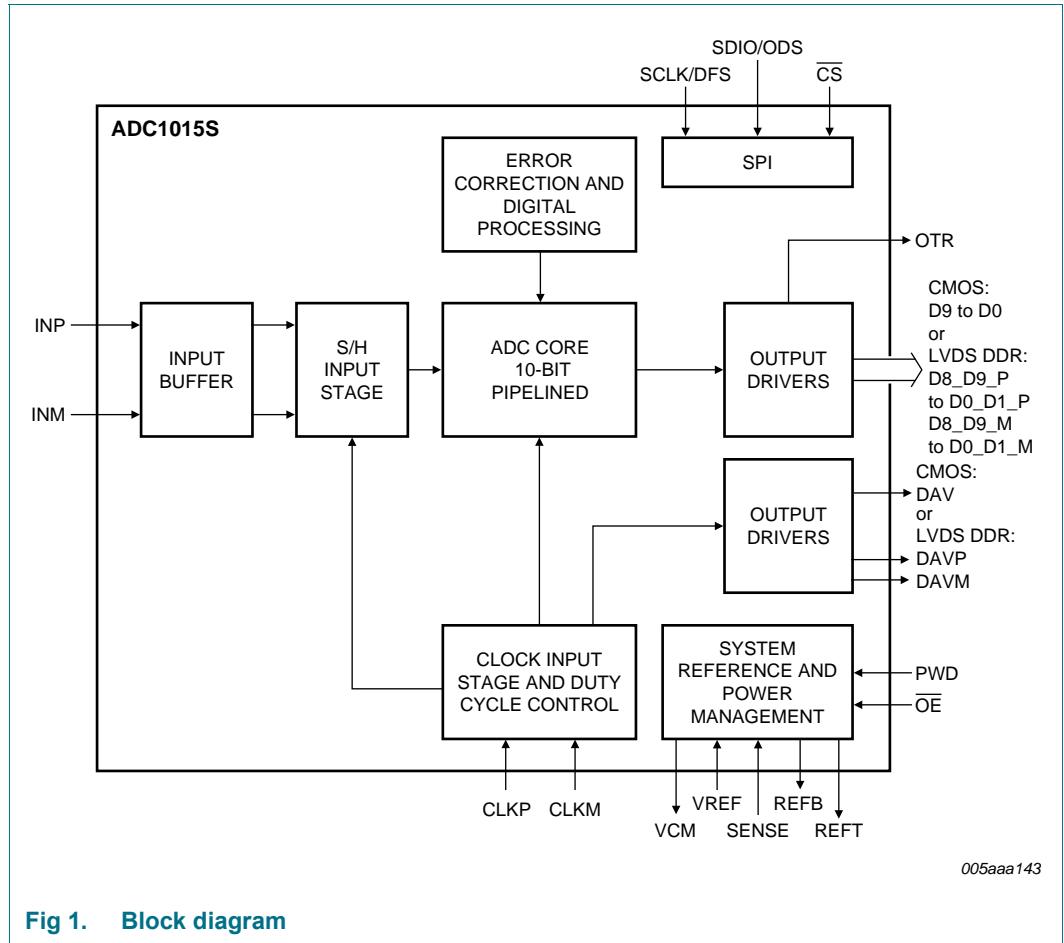 SDIO/ODS
SCLK/DFS
C̅S̅
ADC1015S
ERROR
CORRECTION AND
DIGITAL
PROCESSING
SPI
OTR
INP
INM
INPUT
BUFFER
S/H
INPUT
STAGE
ADC CORE
10-BIT
PIPELINED
OUTPUT
DRIVERS
CMOS:
D9 to D0
or
LVDS DDR:
D8_D9_P
to D0_D1_P
D8_D9_M
to D0_D1_M
OUTPUT
DRIVERS
CMOS:
DAV
or
LVDS DDR:
DAVP
DAVM
CLOCK INPUT
STAGE AND DUTY
CYCLE CONTROL
SYSTEM
REFERENCE AND
POWER
MANAGEMENT
PWD
O̅E̅
CLKP CLKM
VCM
VREF
SENSE
REFB
REFT
005aaa143
Fig 1. Block diagram